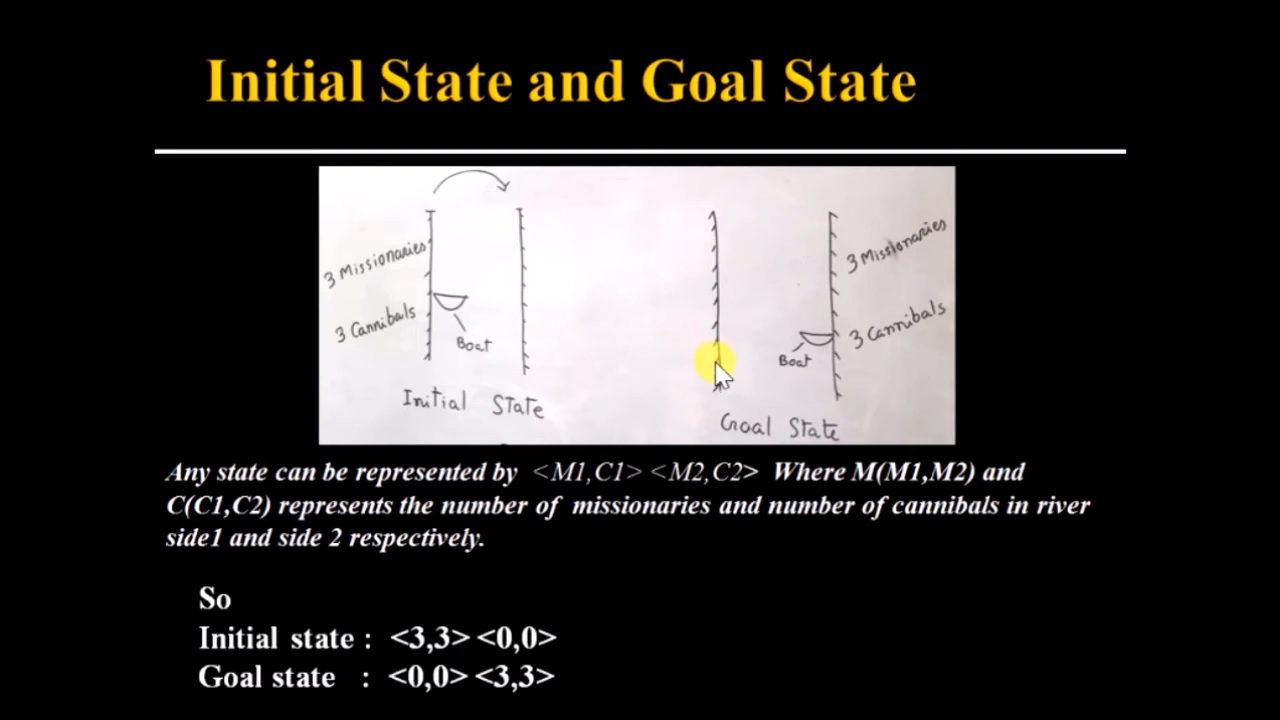 Initial State and Goal State
3 Missionaries
3 Cannibals
Boat
Initial State
3 Missionaries
3 Cannibals
Boat
Goal State
Any state can be represented by <M1,C1> <M2,C2> Where M(M1,M2) and
C(C1,C2) represents the number of missionaries and number of cannibals in river
side1 and side 2 respectively.
So
Initial state : <3,3> <0,0>
Goal state : <0,0> <3,3>